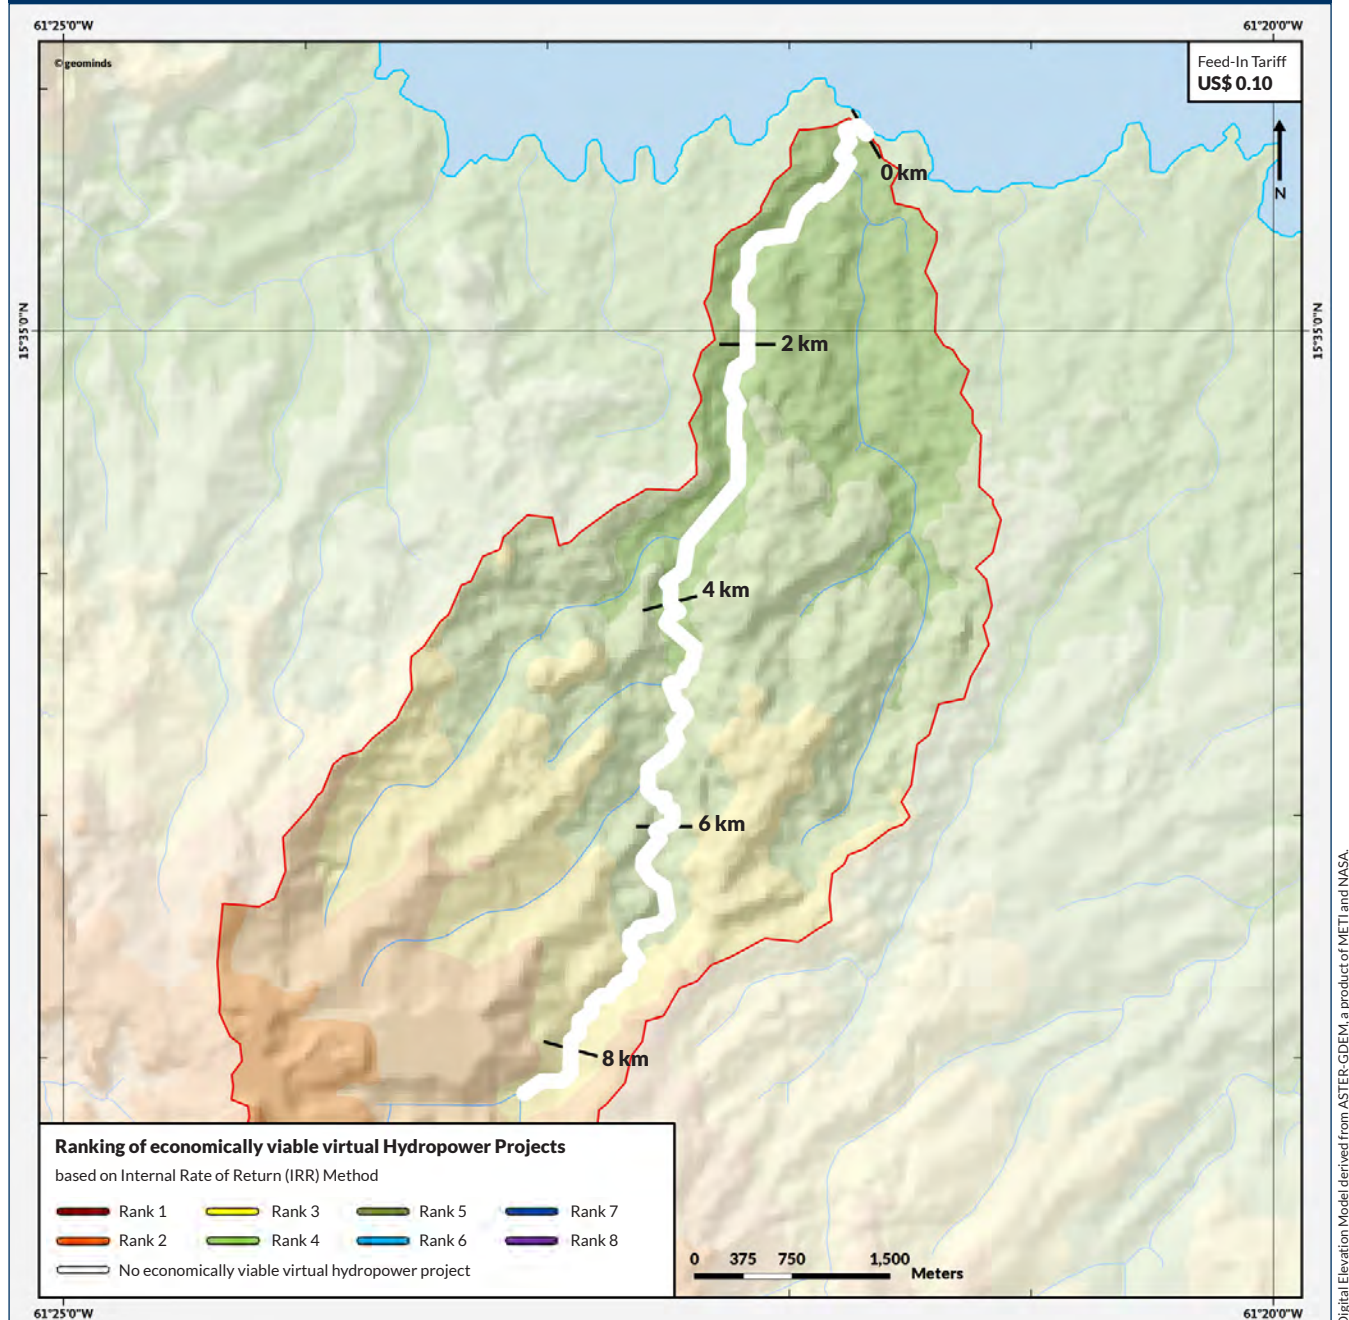 61°25'0"W
61°20'0"W
©geominds
Feed-In Tariff
US$ 0.10
N
0 km
15°35'0"N
15°35'0"N
2 km
4 km
6 km
8 km
Ranking of economically viable virtual Hydropower Projects
based on Internal Rate of Return (IRR) Method
Rank 1
Rank 3
Rank 5
Rank 7
Rank 2
Rank 4
Rank 6
Rank 8
No economically viable virtual hydropower project
0 375 750 1,500
Meters
61°25'0"W
61°20'0"W
Digital Elevation Model derived from ASTER-GDEM, a product of METI and NASA.